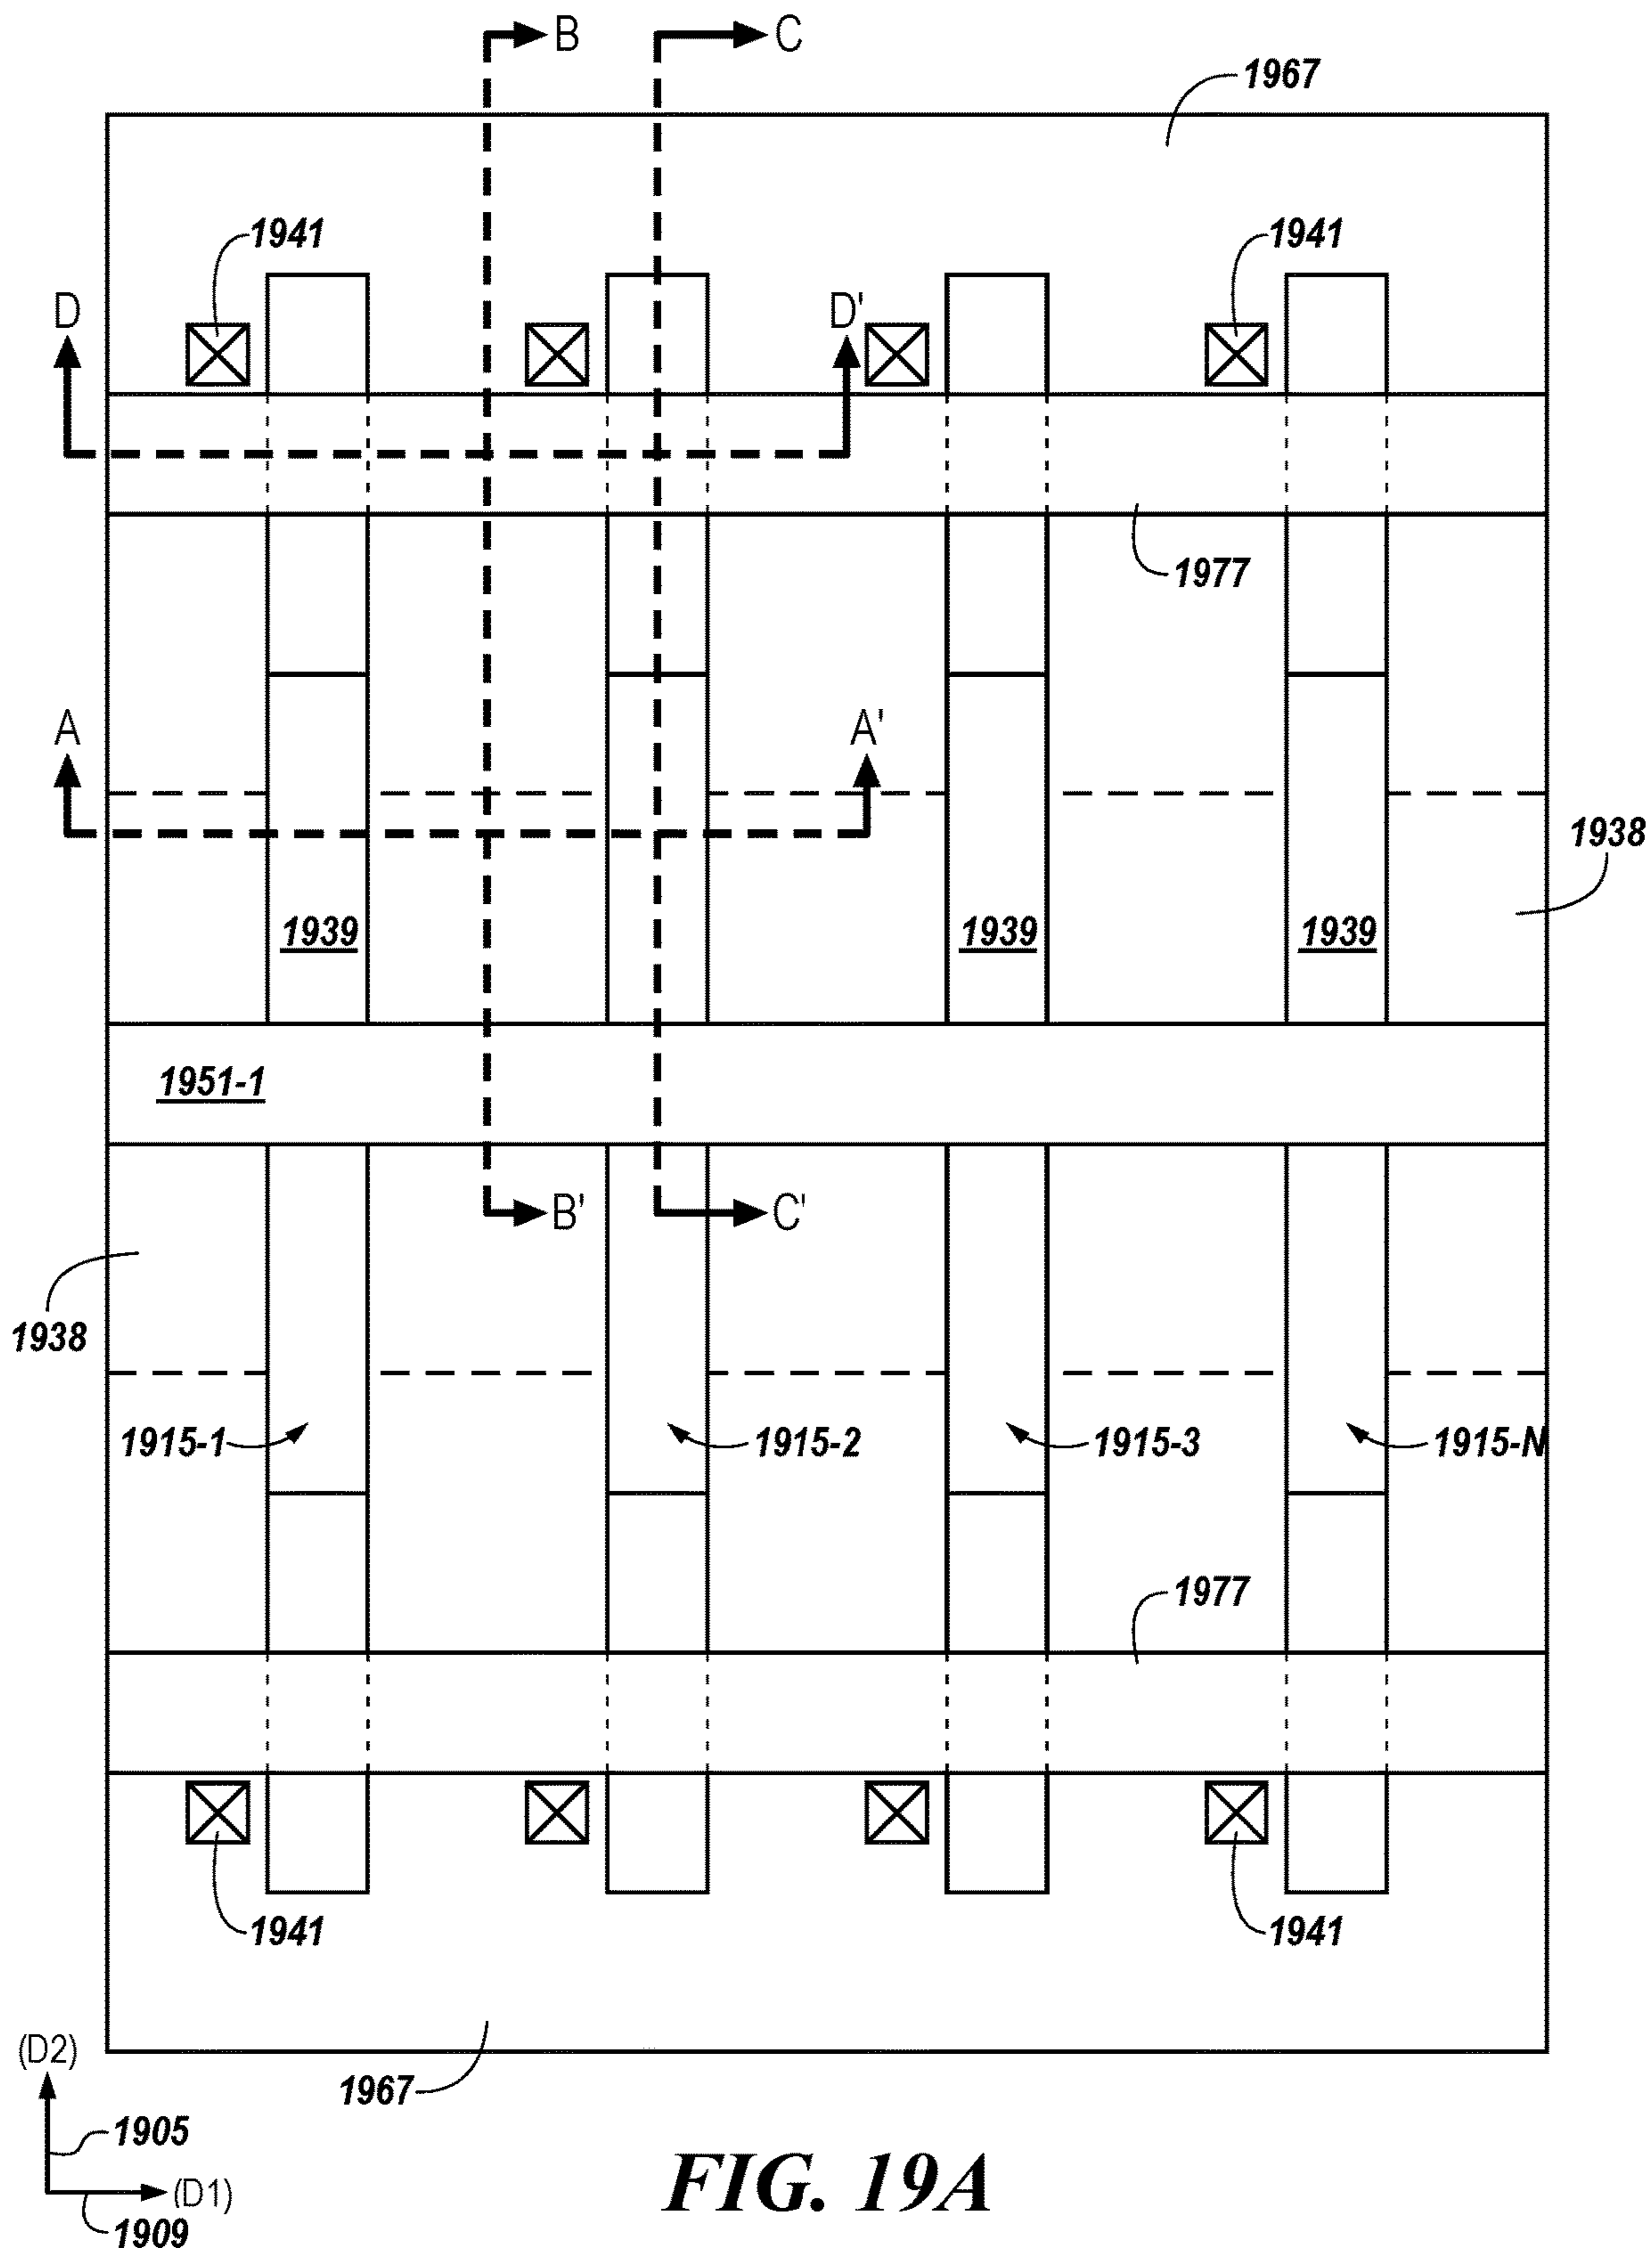 B C
1967
1941 1941
D D'
1977
A A'
1938
1939 1939 1939
1951-1
B' C'
1938
1915-1 1915-2 1915-3 1915-N
1977
1941 1941
(D2)
1967
1905
(D1)
1909
FIG. 19A